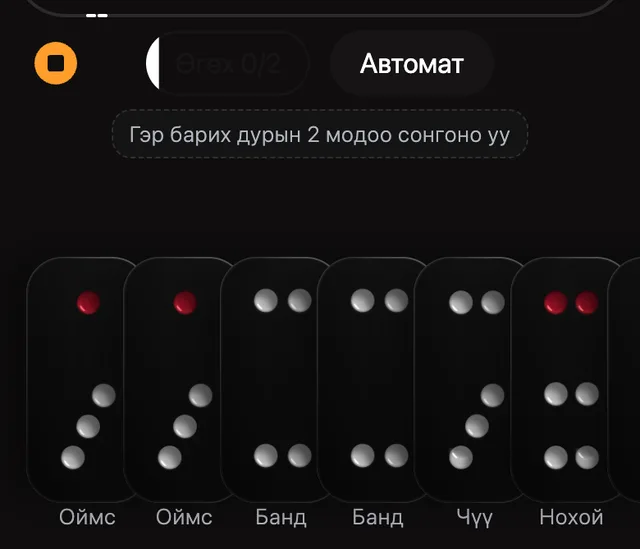 Өгөх 0/2
Автомат
Гэр барих дурын 2 модоо сонгоно уу
Оймс
Оймс
Банд
Банд
Чүү
Нохой